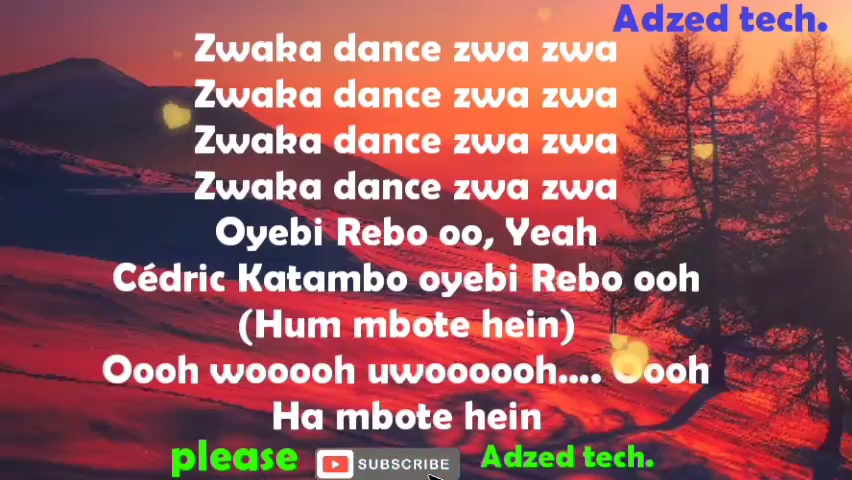 Adzed tech.
Zwaka dance zwa zwa
Zwaka dance zwa zwa
Zwaka dance zwa zwa
Zwaka dance zwa zwa
Oyebi Rebo oo, Yeah
Cédric Katambo oyebi Rebo ooh
(Hum mbote hein)
Oooh wooooh uwoooooh.... Oooh
Ha mbote hein
please SUBSCRIBE Adzed tech.